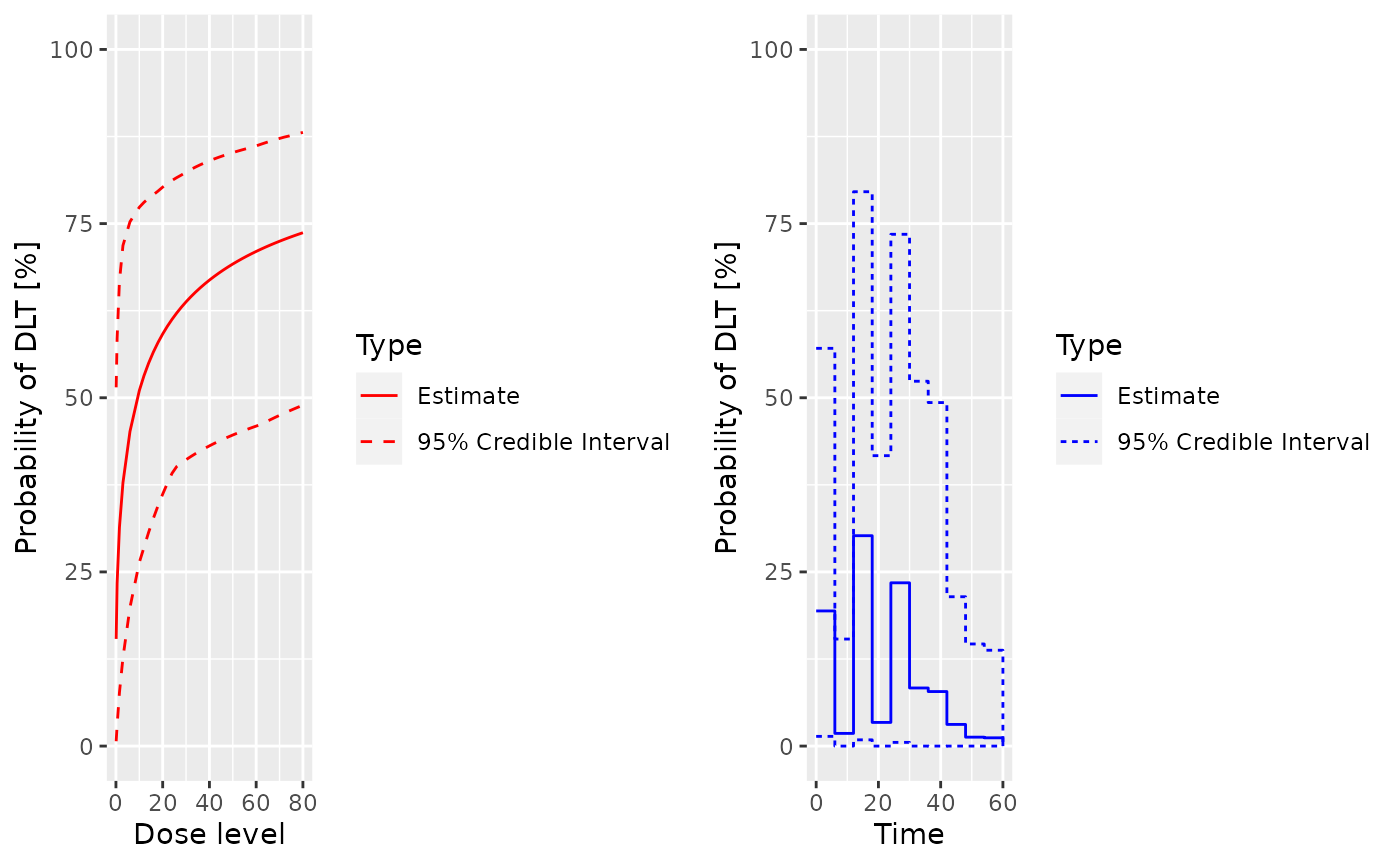 Probability of DLT [%]
100
75
50
25
0
0 20 40 60 80
Dose level
Type
Estimate
95% Credible Interval
Probability of DLT [%]
100
75
50
25
0
0 20 40 60
Time
Type
Estimate
95% Credible Interval